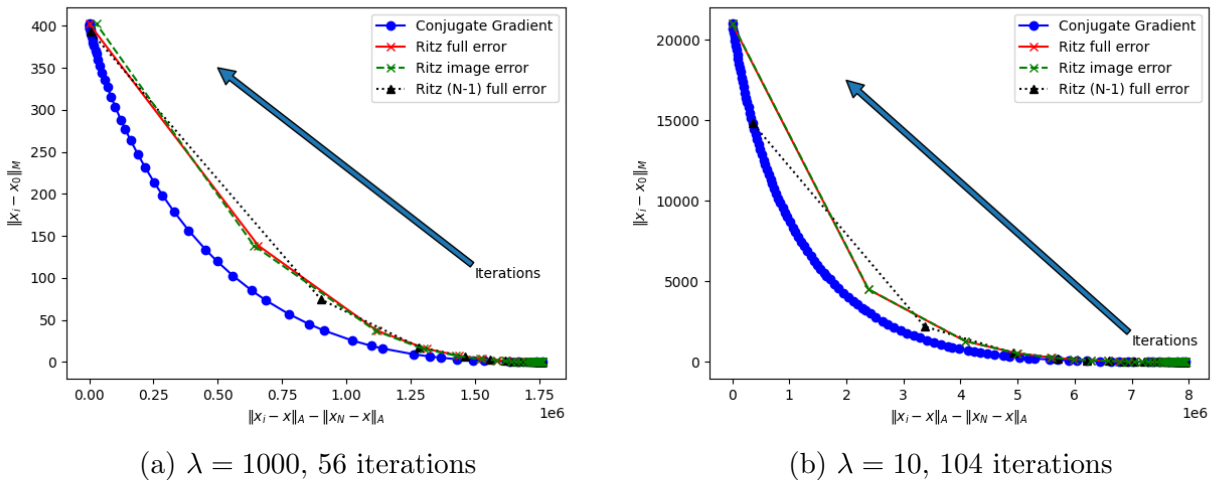 400
350
300
250
200
150
100
50
0
‖x_i − x_0‖_M
0.00 0.25 0.50 0.75 1.00 1.25 1.50 1.75
1e6
‖x_i − x‖_A − ‖x_N − x‖_A
Conjugate Gradient
Ritz full error
Ritz image error
Ritz (N-1) full error
Iterations
(a) λ = 1000, 56 iterations
20000
15000
10000
5000
0
‖x_i − x_0‖_M
0 1 2 3 4 5 6 7 8
1e6
‖x_i − x‖_A − ‖x_N − x‖_A
Conjugate Gradient
Ritz full error
Ritz image error
Ritz (N-1) full error
Iterations
(b) λ = 10, 104 iterations